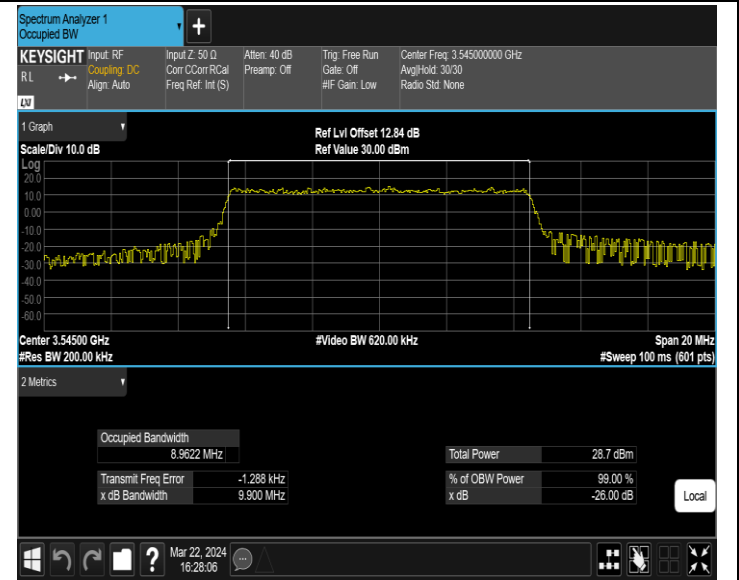 Spectrum Analyzer 1
Occupied BW
+
KEYSIGHT
RL
LXI
Input: RF
Coupling: DC
Align: Auto
Input Z: 50 Ω
Corr CCorr RCal
Freq Ref: Int (S)
Atten: 40 dB
Preamp: Off
Trig: Free Run
Gate: Off
#IF Gain: Low
Center Freq: 3.545000000 GHz
Avg|Hold: 30/30
Radio Std: None
1 Graph
Ref Lvl Offset 12.84 dB
Scale/Div 10.0 dB
Ref Value 30.00 dBm
Log
20.0
10.0
0.00
-10.0
-20.0
-30.0
-40.0
-50.0
-60.0
Center 3.54500 GHz
#Video BW 620.00 kHz
Span 20 MHz
#Res BW 200.00 kHz
#Sweep 100 ms (601 pts)
2 Metrics
Occupied Bandwidth
8.9622 MHz
Total Power 28.7 dBm
Transmit Freq Error -1.288 kHz
% of OBW Power 99.00 %
x dB Bandwidth 9.900 MHz
x dB -26.00 dB
Local
?
Mar 22, 2024
16:28:06